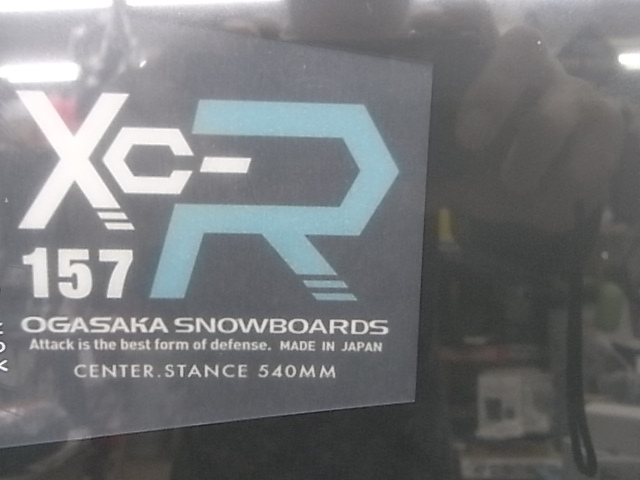 Xc-R
157
OGASAKA SNOWBOARDS
Attack is the best form of defense. MADE IN JAPAN
CENTER.STANCE 540MM